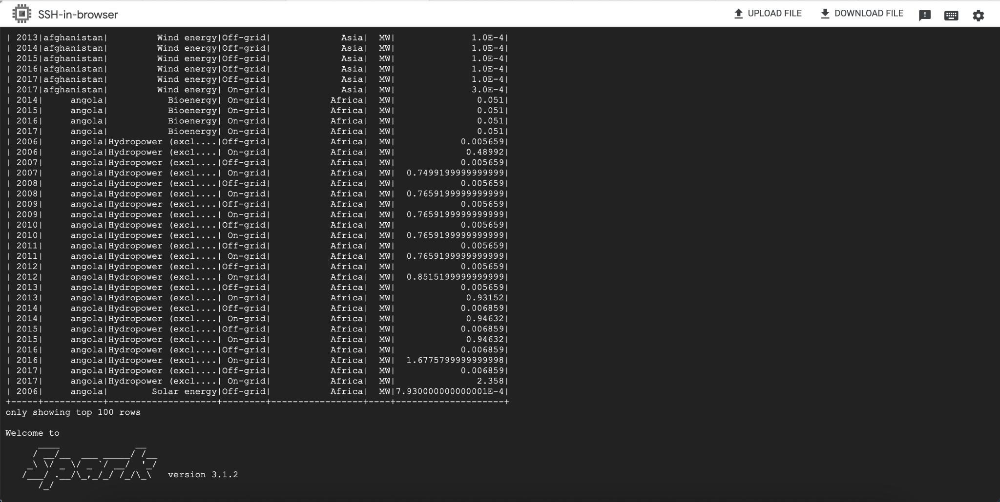 SSH-in-browser
UPLOAD FILE
DOWNLOAD FILE
| 2013|afghanistan|         Wind energy|Off-grid|             Asia|  MW|              1.0E-4|
| 2014|afghanistan|         Wind energy|Off-grid|             Asia|  MW|              1.0E-4|
| 2015|afghanistan|         Wind energy|Off-grid|             Asia|  MW|              1.0E-4|
| 2016|afghanistan|         Wind energy|Off-grid|             Asia|  MW|              1.0E-4|
| 2017|afghanistan|         Wind energy|Off-grid|             Asia|  MW|              1.0E-4|
| 2017|afghanistan|         Wind energy| On-grid|             Asia|  MW|              3.0E-4|
| 2014|     angola|           Bioenergy| On-grid|           Africa|  MW|               0.051|
| 2015|     angola|           Bioenergy| On-grid|           Africa|  MW|               0.051|
| 2016|     angola|           Bioenergy| On-grid|           Africa|  MW|               0.051|
| 2017|     angola|           Bioenergy| On-grid|           Africa|  MW|               0.051|
| 2006|     angola|Hydropower (excl....|Off-grid|           Africa|  MW|            0.005659|
| 2006|     angola|Hydropower (excl....| On-grid|           Africa|  MW|             0.48992|
| 2007|     angola|Hydropower (excl....|Off-grid|           Africa|  MW|            0.005659|
| 2007|     angola|Hydropower (excl....| On-grid|           Africa|  MW|  0.7499199999999999|
| 2008|     angola|Hydropower (excl....|Off-grid|           Africa|  MW|            0.005659|
| 2008|     angola|Hydropower (excl....| On-grid|           Africa|  MW|  0.7659199999999999|
| 2009|     angola|Hydropower (excl....|Off-grid|           Africa|  MW|            0.005659|
| 2009|     angola|Hydropower (excl....| On-grid|           Africa|  MW|  0.7659199999999999|
| 2010|     angola|Hydropower (excl....|Off-grid|           Africa|  MW|            0.005659|
| 2010|     angola|Hydropower (excl....| On-grid|           Africa|  MW|  0.7659199999999999|
| 2011|     angola|Hydropower (excl....|Off-grid|           Africa|  MW|            0.005659|
| 2011|     angola|Hydropower (excl....| On-grid|           Africa|  MW|  0.7659199999999999|
| 2012|     angola|Hydropower (excl....|Off-grid|           Africa|  MW|            0.005659|
| 2012|     angola|Hydropower (excl....| On-grid|           Africa|  MW|  0.8515199999999999|
| 2013|     angola|Hydropower (excl....|Off-grid|           Africa|  MW|            0.005659|
| 2013|     angola|Hydropower (excl....| On-grid|           Africa|  MW|             0.93152|
| 2014|     angola|Hydropower (excl....|Off-grid|           Africa|  MW|            0.006859|
| 2014|     angola|Hydropower (excl....| On-grid|           Africa|  MW|             0.94632|
| 2015|     angola|Hydropower (excl....|Off-grid|           Africa|  MW|            0.006859|
| 2015|     angola|Hydropower (excl....| On-grid|           Africa|  MW|             0.94632|
| 2016|     angola|Hydropower (excl....|Off-grid|           Africa|  MW|            0.006859|
| 2016|     angola|Hydropower (excl....| On-grid|           Africa|  MW|  1.6775799999999998|
| 2017|     angola|Hydropower (excl....|Off-grid|           Africa|  MW|            0.006859|
| 2017|     angola|Hydropower (excl....| On-grid|           Africa|  MW|               2.358|
| 2006|     angola|        Solar energy|Off-grid|           Africa|  MW|7.930000000000001E-4|
+-----+-----------+--------------------+--------+-----------------+----+--------------------+
only showing top 100 rows
Welcome to
Spark version 3.1.2